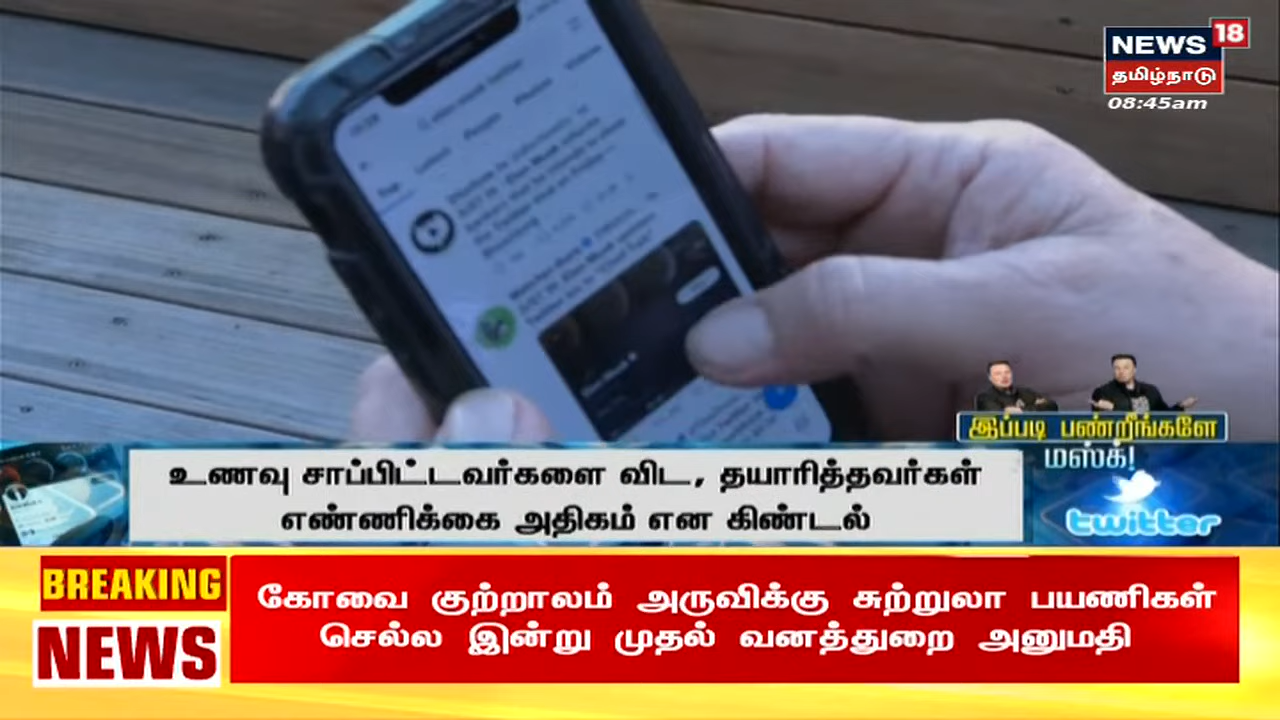 NEWS 18
தமிழ்நாடு
08:45am
இப்படி பண்றீங்களே
மஸ்க்!
twitter
உணவு சாப்பிட்டவர்களை விட, தயாரித்தவர்கள்
எண்ணிக்கை அதிகம் என கிண்டல்
BREAKING
NEWS
கோவை குற்றாலம் அருவிக்கு சுற்றுலா பயணிகள்
செல்ல இன்று முதல் வனத்துறை அனுமதி